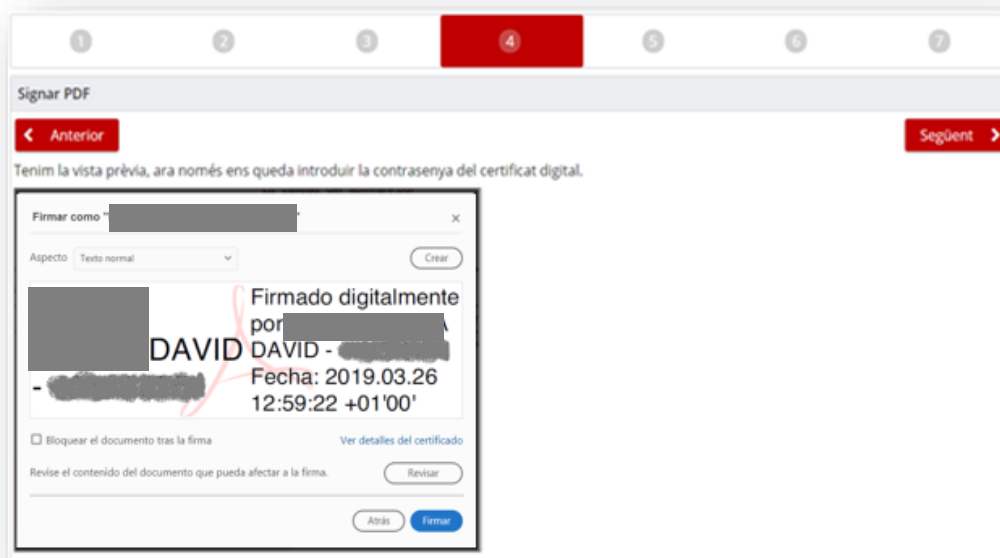 1 2 3 4 5 6 7
Signar PDF
Anterior
Següent
Tenim la vista prèvia, ara només ens queda introduir la contrasenya del certificat digital.
Firmar como "
Aspecto Texto normal
Crear
DAVID
-
Firmado digitalmente
por
DAVID -
Fecha: 2019.03.26
12:59:22 +01'00'
Bloquear el documento tras la firma
Ver detalles del certificado
Revise el contenido del documento que pueda afectar a la firma.
Revisar
Atrás
Firmar